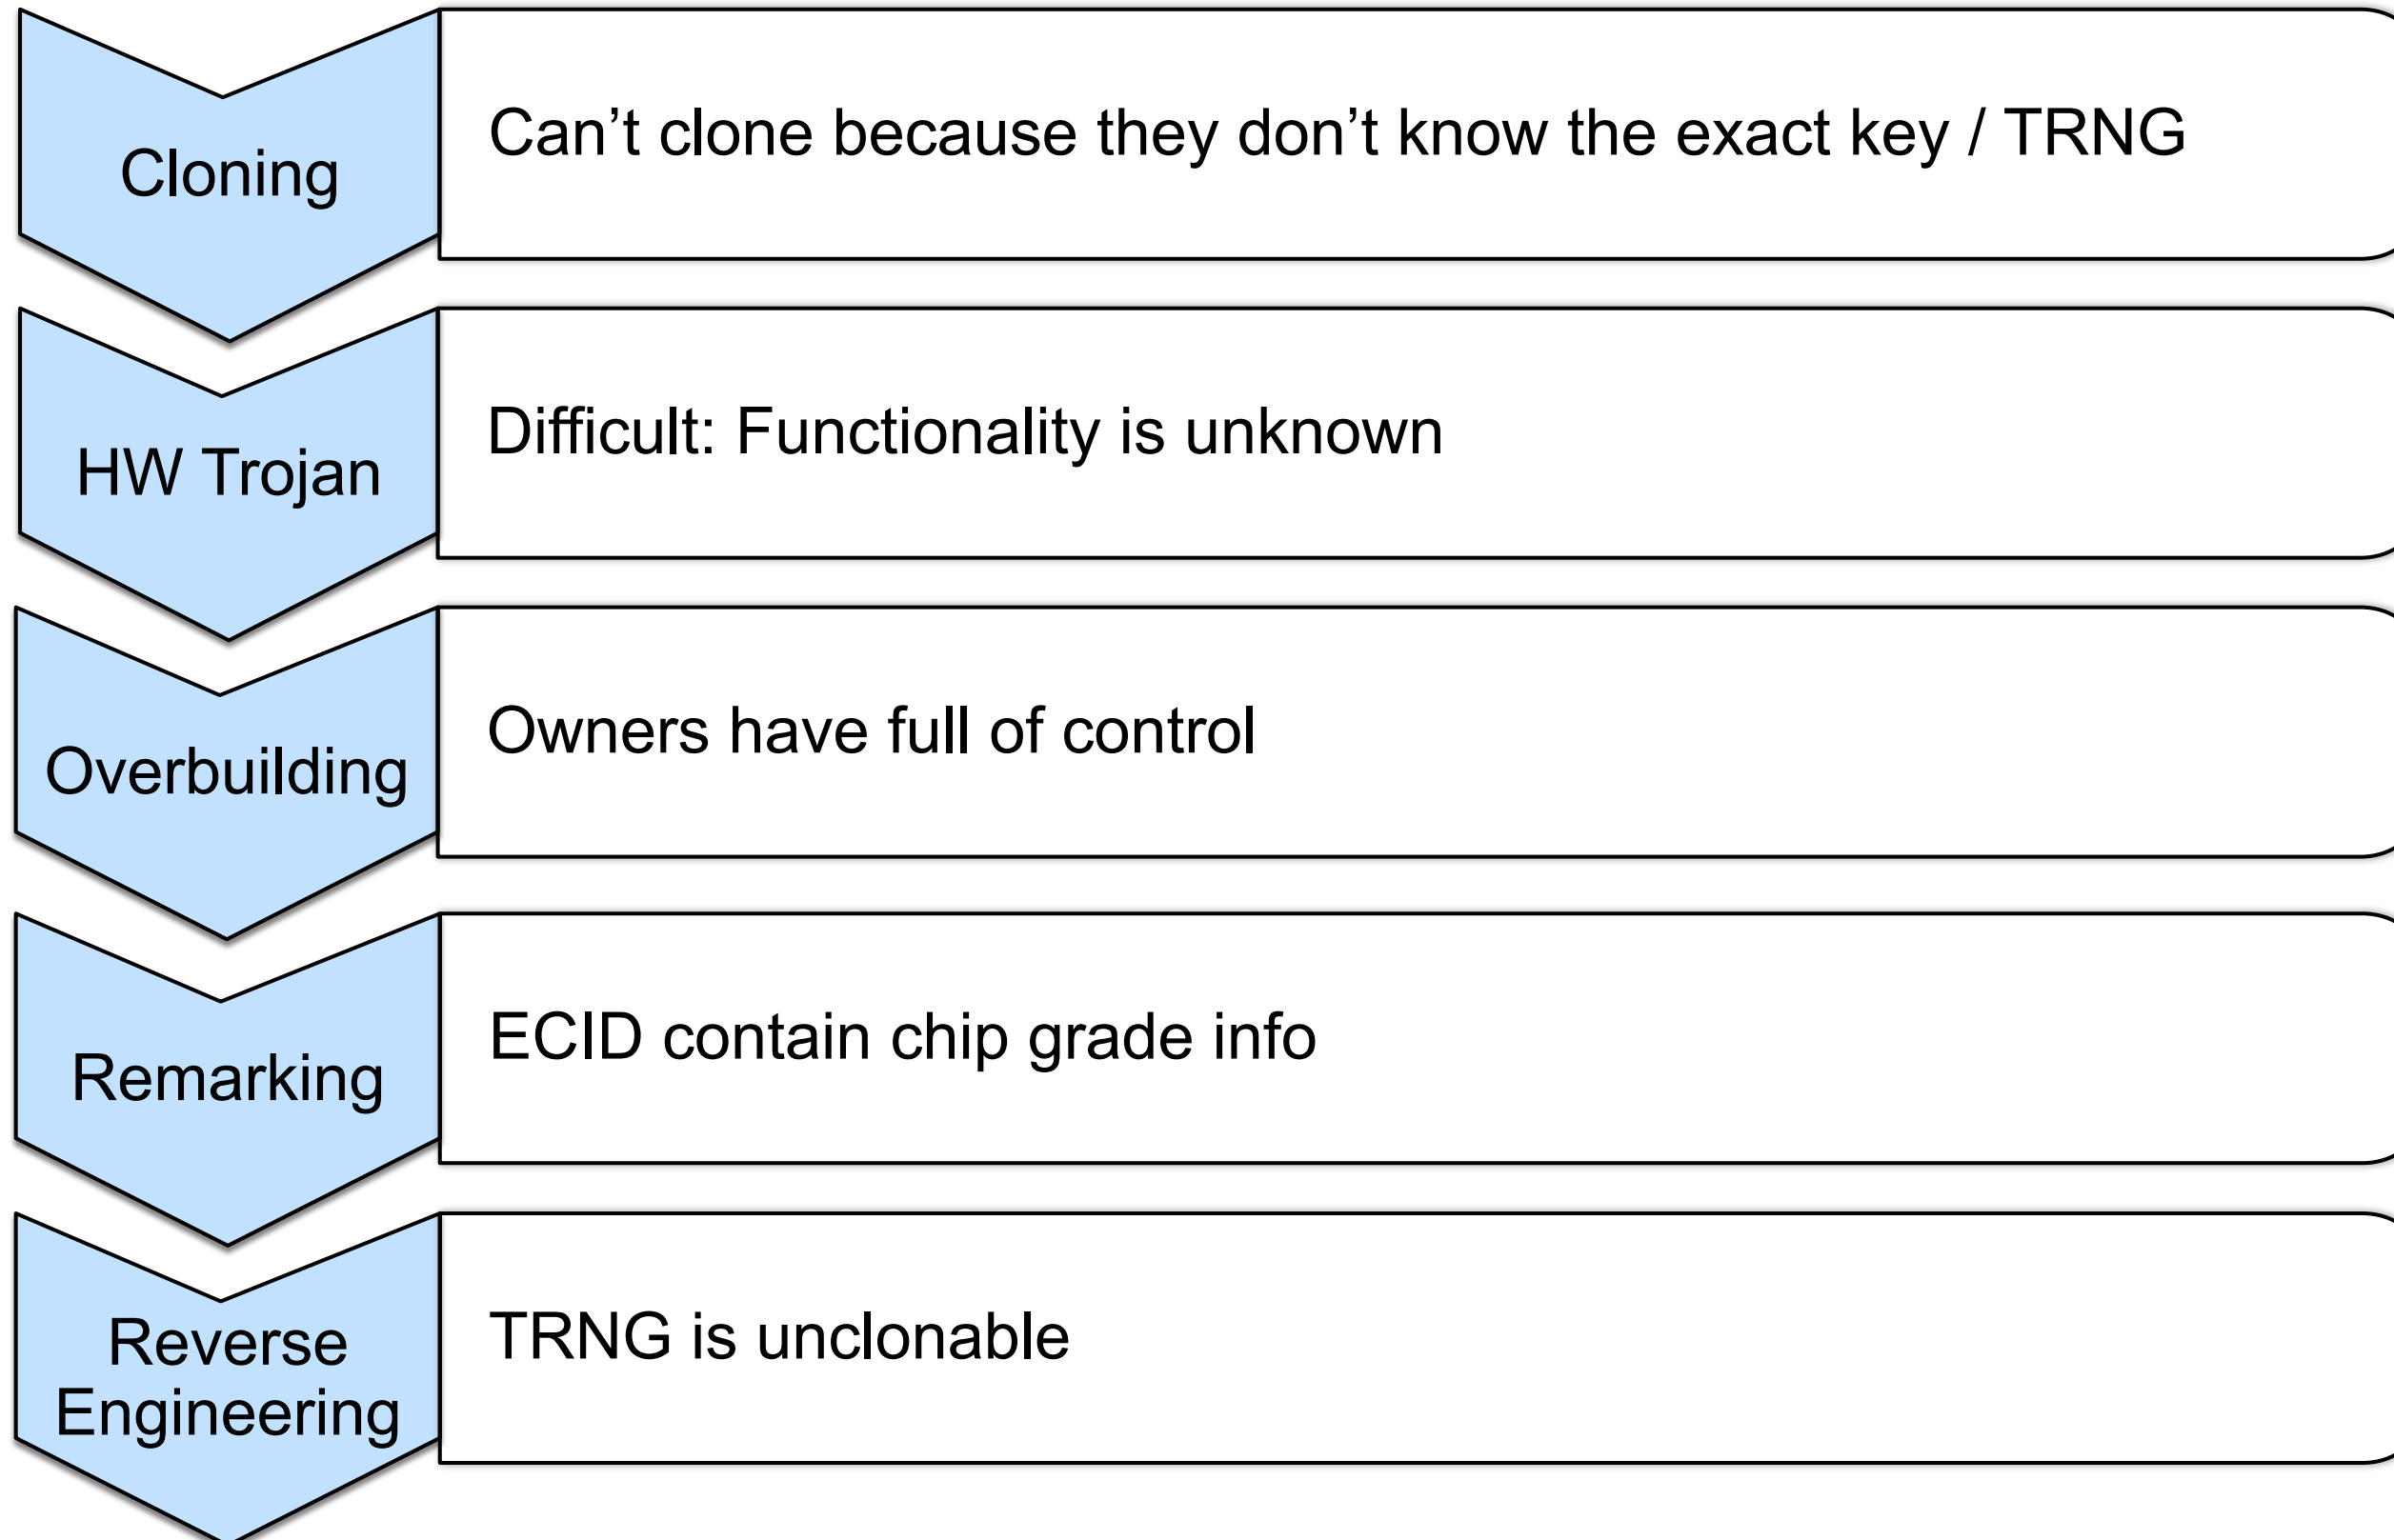 Cloning
Can’t clone because they don’t know the exact key / TRNG
HW Trojan
Difficult: Functionality is unknown
Overbuilding
Owners have full of control
Remarking
ECID contain chip grade info
Reverse
Engineering
TRNG is unclonable